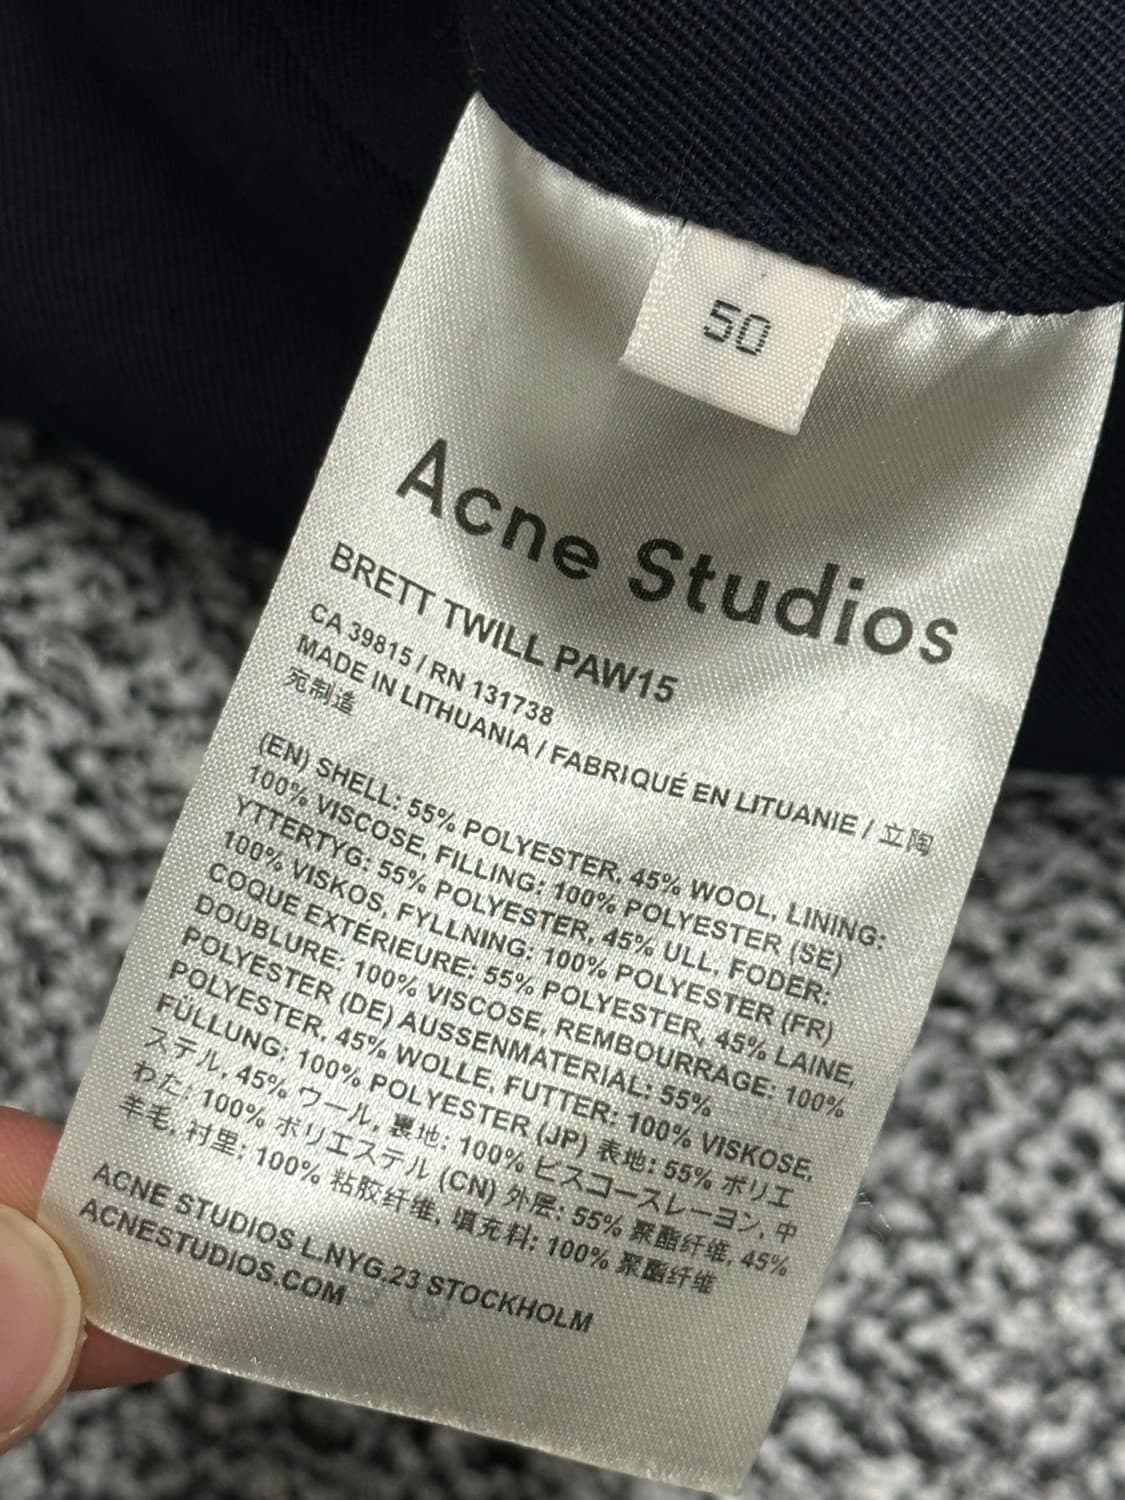 50
Acne Studios
BRETT TWILL PAW15
CA 39815 / RN 131738
MADE IN LITHUANIA / FABRIQUÉ EN LITUANIE / 立陶
宛制造
(EN) SHELL: 55% POLYESTER, 45% WOOL, LINING:
100% VISCOSE, FILLING: 100% POLYESTER (SE)
YTTERTYG: 55% POLYESTER, 45% ULL, FODER:
100% VISKOS, FYLLNING: 100% POLYESTER (FR)
COQUE EXTERIEURE: 55% POLYESTER, 45% LAINE,
DOUBLURE: 100% VISCOSE, REMBOURRAGE: 100%
POLYESTER (DE) AUSSENMATERIAL: 55%
POLYESTER, 45% WOLLE, FUTTER: 100% VISKOSE,
FÜLLUNG: 100% POLYESTER (JP) 表地: 55% ポリエ
ステル, 45% ウール, 裏地: 100% ビスコースレーヨン, 中
わた: 100% ポリエステル (CN) 外层: 55% 聚酯纤维, 45%
羊毛, 衬里: 100% 粘胶纤维, 填充料: 100% 聚酯纤维
ACNE STUDIOS L.NYG.23 STOCKHOLM
ACNESTUDIOS.COM